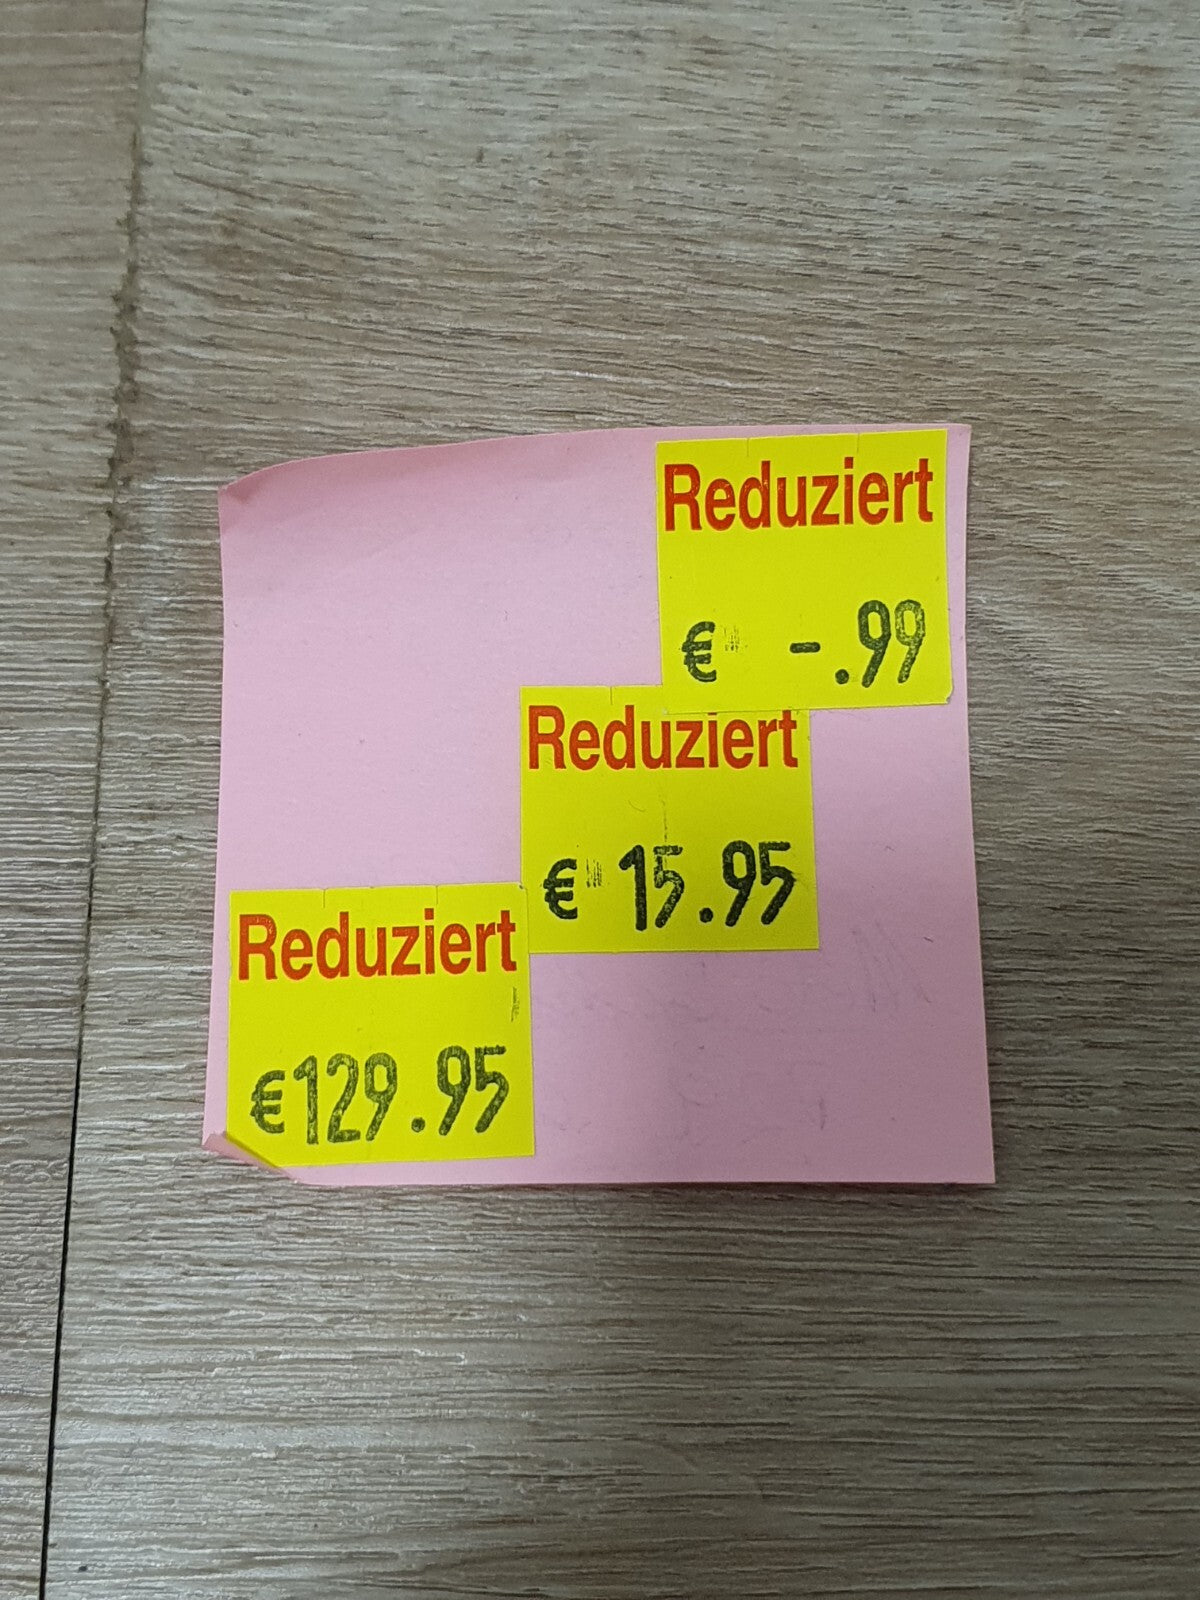 Reduziert
€ -.99
Reduziert
€ 15.95
Reduziert
€129.95